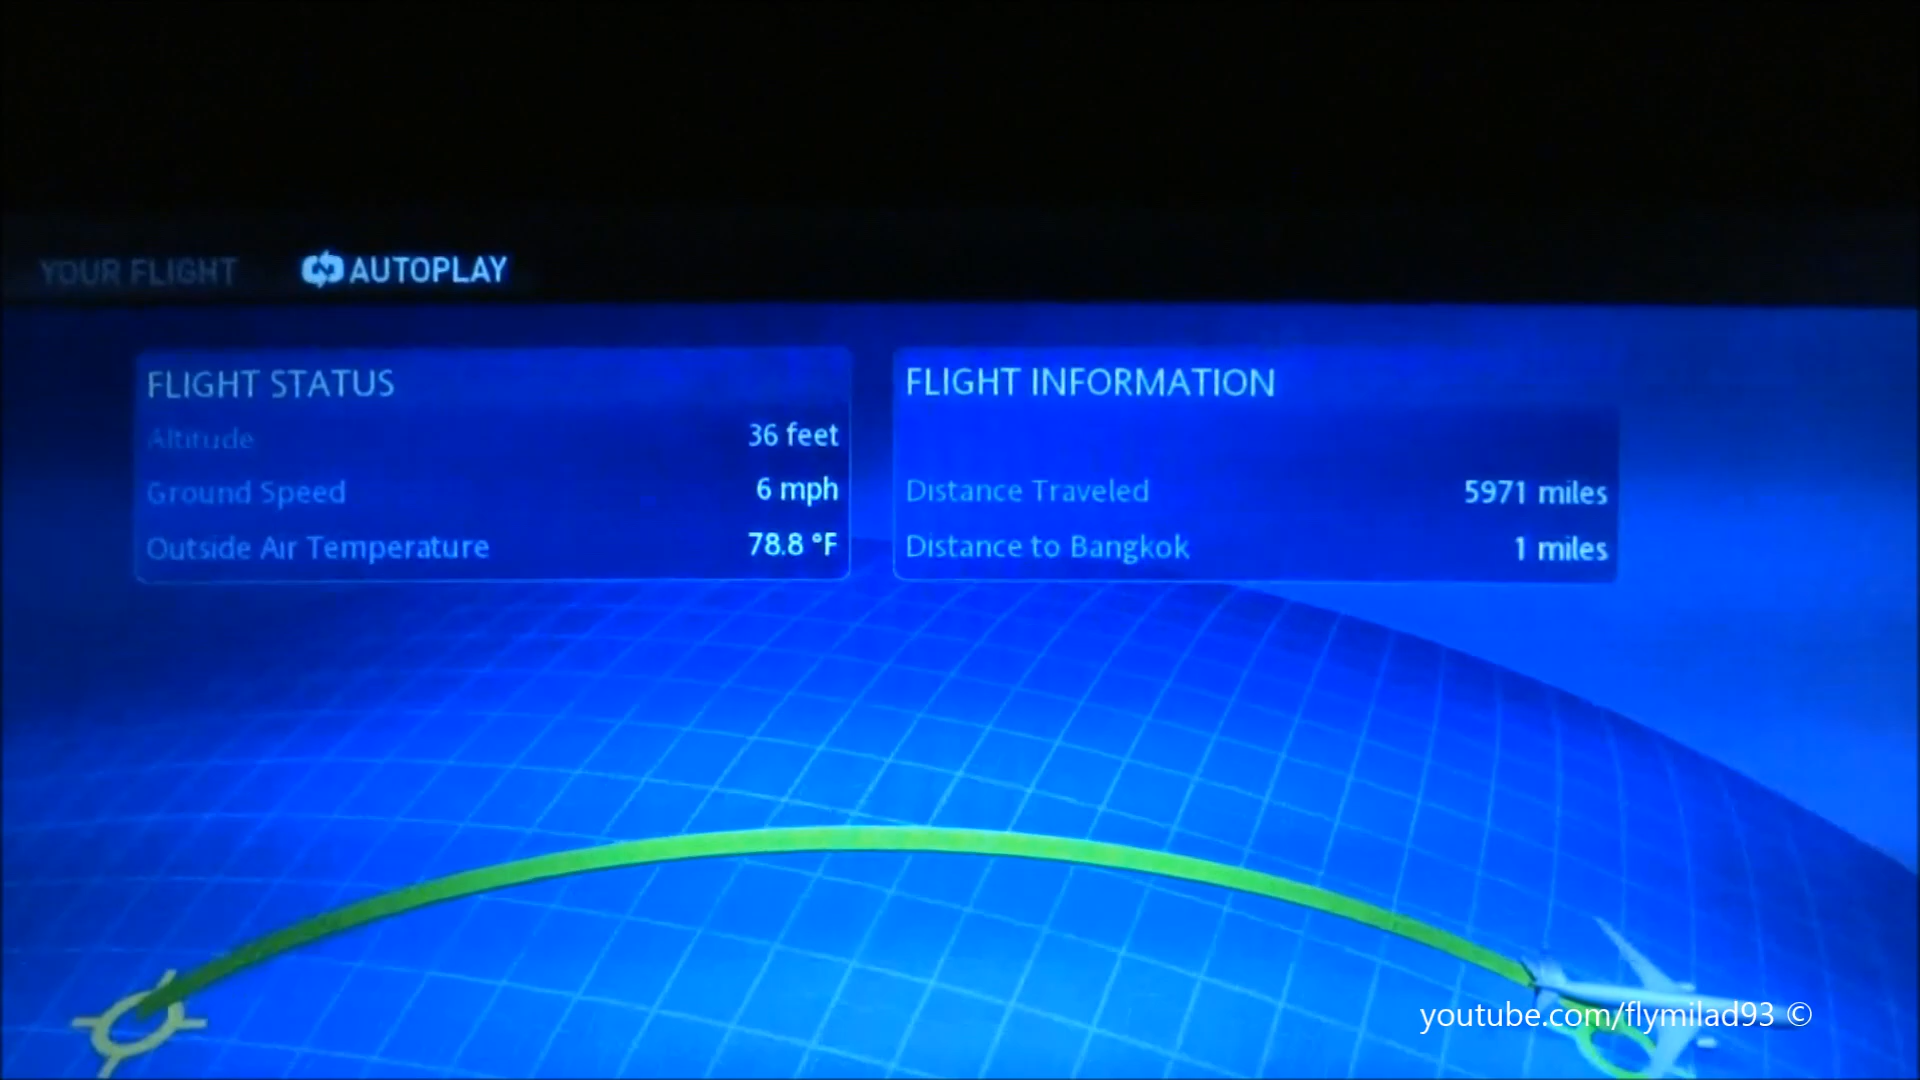 YOUR FLIGHT
AUTOPLAY
FLIGHT STATUS
Altitude 36 feet
Ground Speed 6 mph
Outside Air Temperature 78.8 °F
FLIGHT INFORMATION
Distance Traveled 5971 miles
Distance to Bangkok 1 miles
youtube.com/flymilad93 ©